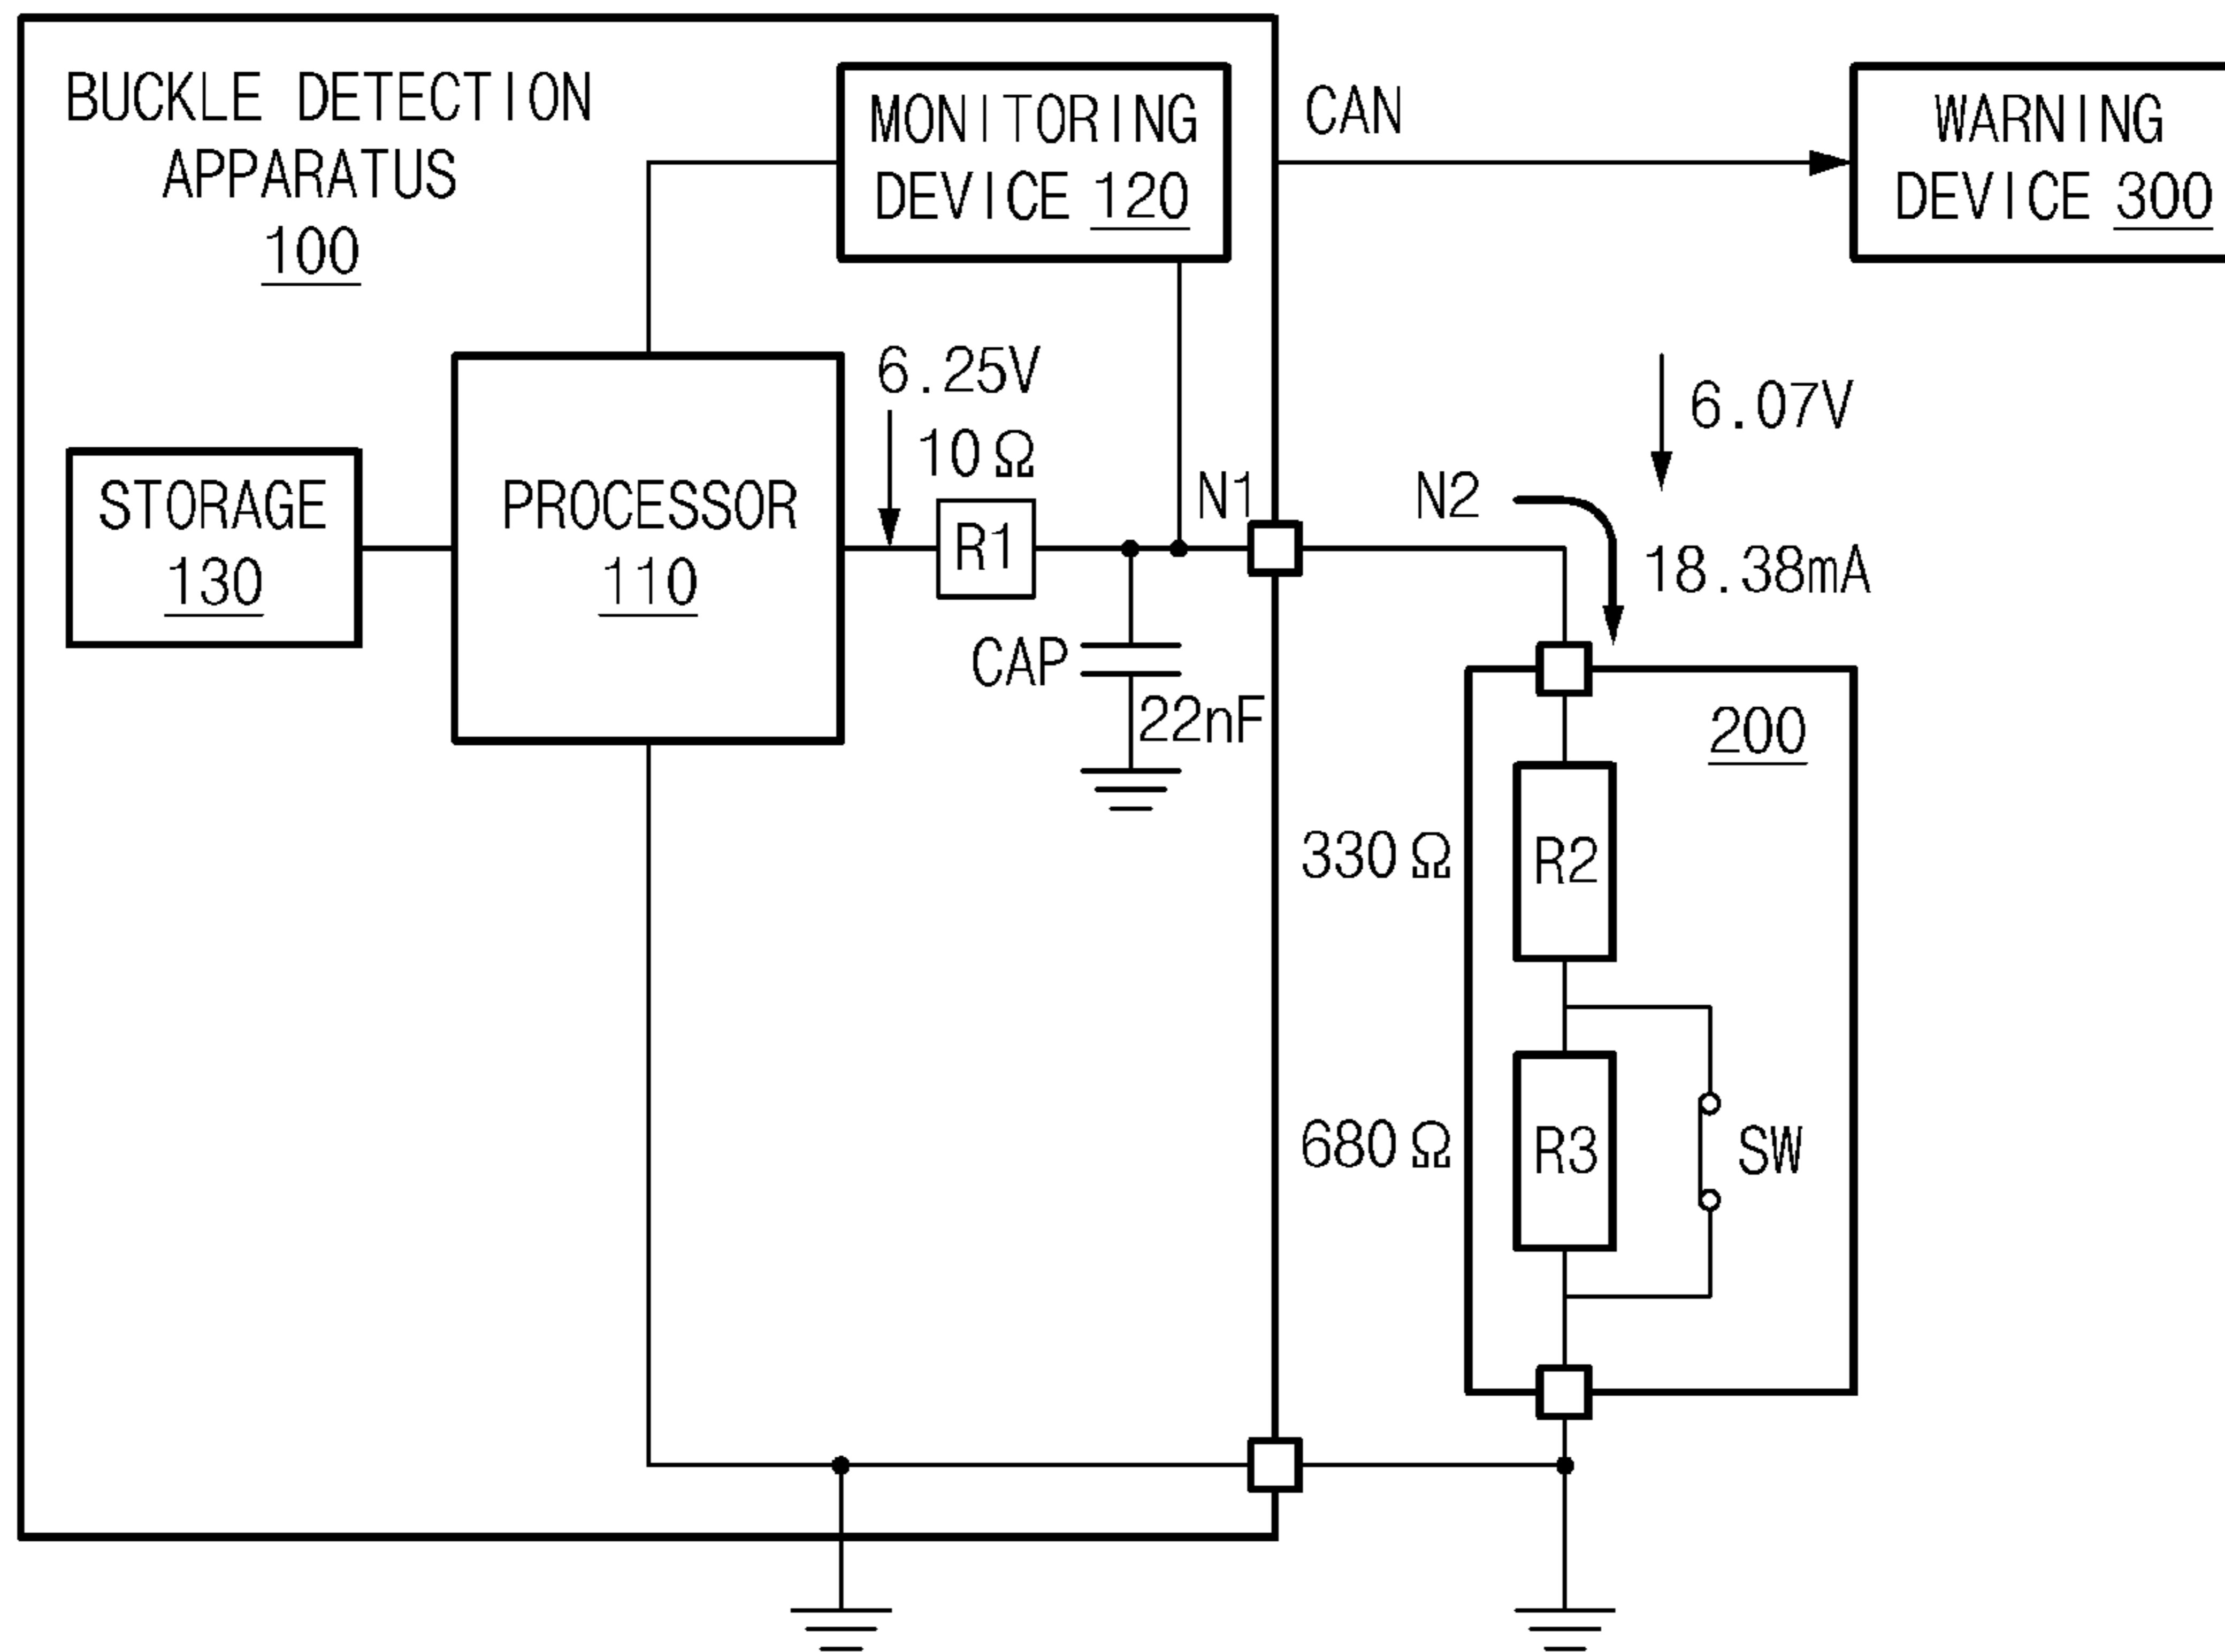 BUCKLE DETECTION
APPARATUS
100
MONITORING
DEVICE 120
CAN
WARNING
DEVICE 300
STORAGE
130
PROCESSOR
110
6.25V
10Ω
R1
N1
N2
6.07V
18.38mA
CAP
22nF
200
330Ω
R2
680Ω
R3
SW